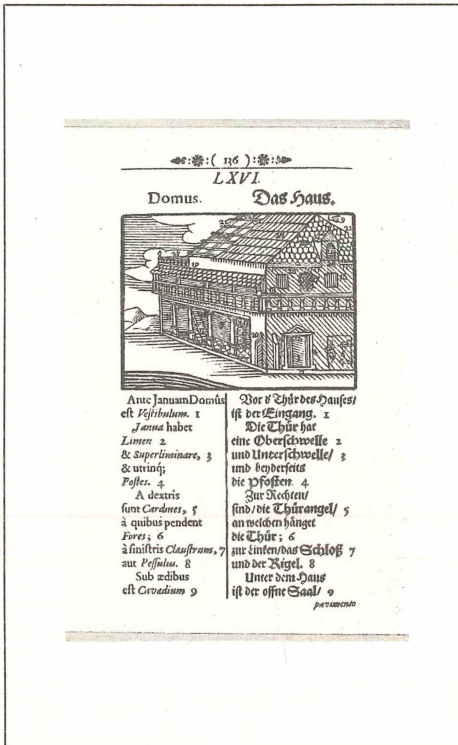 ( 136 )
LXVI.
Domus. Das Haus.
Ante Januam Domûs
est Vestibulum. 1
Janua habet
Limen 2
& Superliminare, 3
& utrinq;
Postes. 4
A dextris
sunt Cardines, 5
à quibus pendent
Fores; 6
à sinistris Claustrum, 7
aut Pessulus. 8
Sub ædibus
est Cavædium 9
Vor d' Thür des Hauses/
ist der Eingang. 1
Die Thür hat
eine Oberschwelle 2
und Unterschwelle/ 3
und beyderseits
die Pfosten. 4
Zur Rechten/
sind/die Thürangel/ 5
an welchen hänget
die Thür; 6
zur Linken/das Schloß 7
und der Rigel. 8
Unter dem Haus
ist der offne Saal/ 9